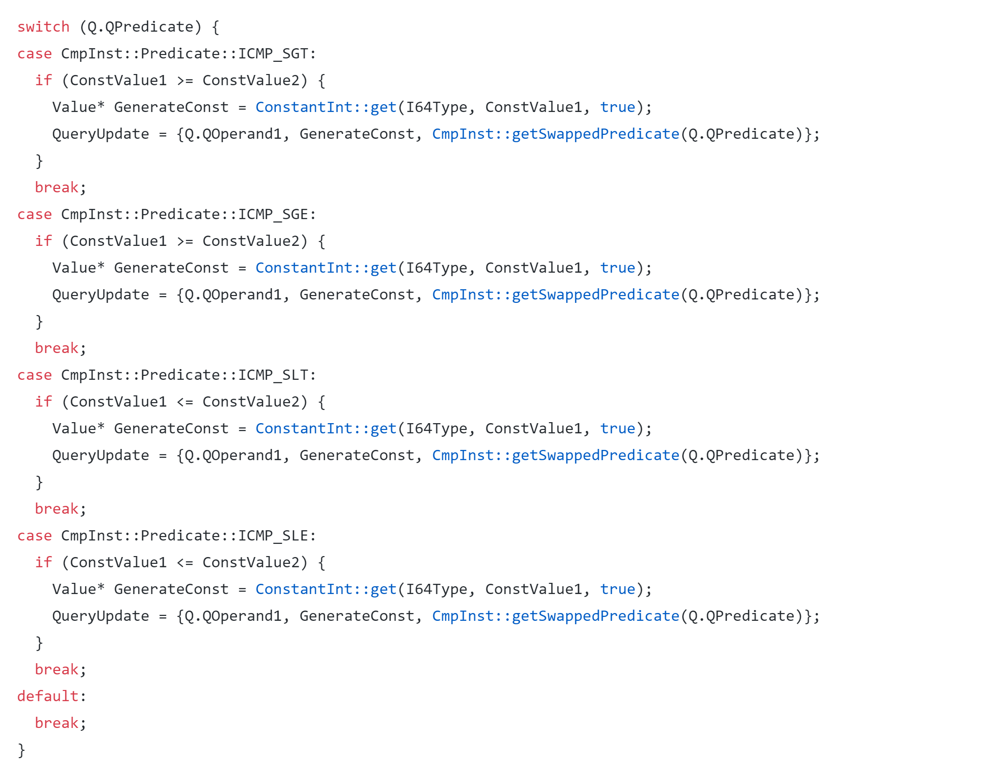 switch (Q.QPredicate) {
case CmpInst::Predicate::ICMP_SGT:
  if (ConstValue1 >= ConstValue2) {
    Value* GenerateConst = ConstantInt::get(I64Type, ConstValue1, true);
    QueryUpdate = {Q.QOperand1, GenerateConst, CmpInst::getSwappedPredicate(Q.QPredicate)};
  }
  break;
case CmpInst::Predicate::ICMP_SGE:
  if (ConstValue1 >= ConstValue2) {
    Value* GenerateConst = ConstantInt::get(I64Type, ConstValue1, true);
    QueryUpdate = {Q.QOperand1, GenerateConst, CmpInst::getSwappedPredicate(Q.QPredicate)};
  }
  break;
case CmpInst::Predicate::ICMP_SLT:
  if (ConstValue1 <= ConstValue2) {
    Value* GenerateConst = ConstantInt::get(I64Type, ConstValue1, true);
    QueryUpdate = {Q.QOperand1, GenerateConst, CmpInst::getSwappedPredicate(Q.QPredicate)};
  }
  break;
case CmpInst::Predicate::ICMP_SLE:
  if (ConstValue1 <= ConstValue2) {
    Value* GenerateConst = ConstantInt::get(I64Type, ConstValue1, true);
    QueryUpdate = {Q.QOperand1, GenerateConst, CmpInst::getSwappedPredicate(Q.QPredicate)};
  }
  break;
default:
  break;
}